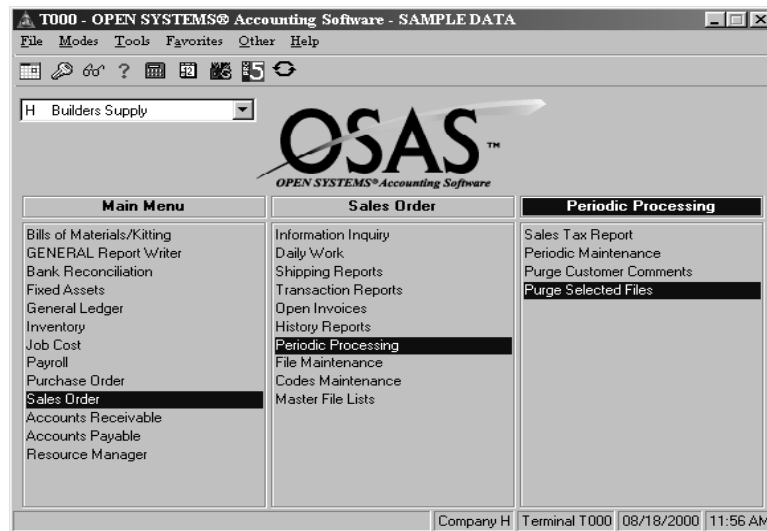 T000 - OPEN SYSTEMS® Accounting Software - SAMPLE DATA
File Modes Tools Favorites Other Help
H Builders Supply
OSAS™
OPEN SYSTEMS® Accounting Software
Main Menu
Bills of Materials/Kitting
GENERAL Report Writer
Bank Reconciliation
Fixed Assets
General Ledger
Inventory
Job Cost
Payroll
Purchase Order
Sales Order
Accounts Receivable
Accounts Payable
Resource Manager
Sales Order
Information Inquiry
Daily Work
Shipping Reports
Transaction Reports
Open Invoices
History Reports
Periodic Processing
File Maintenance
Codes Maintenance
Master File Lists
Periodic Processing
Sales Tax Report
Periodic Maintenance
Purge Customer Comments
Purge Selected Files
Company H Terminal T000 08/18/2000 11:56 AM